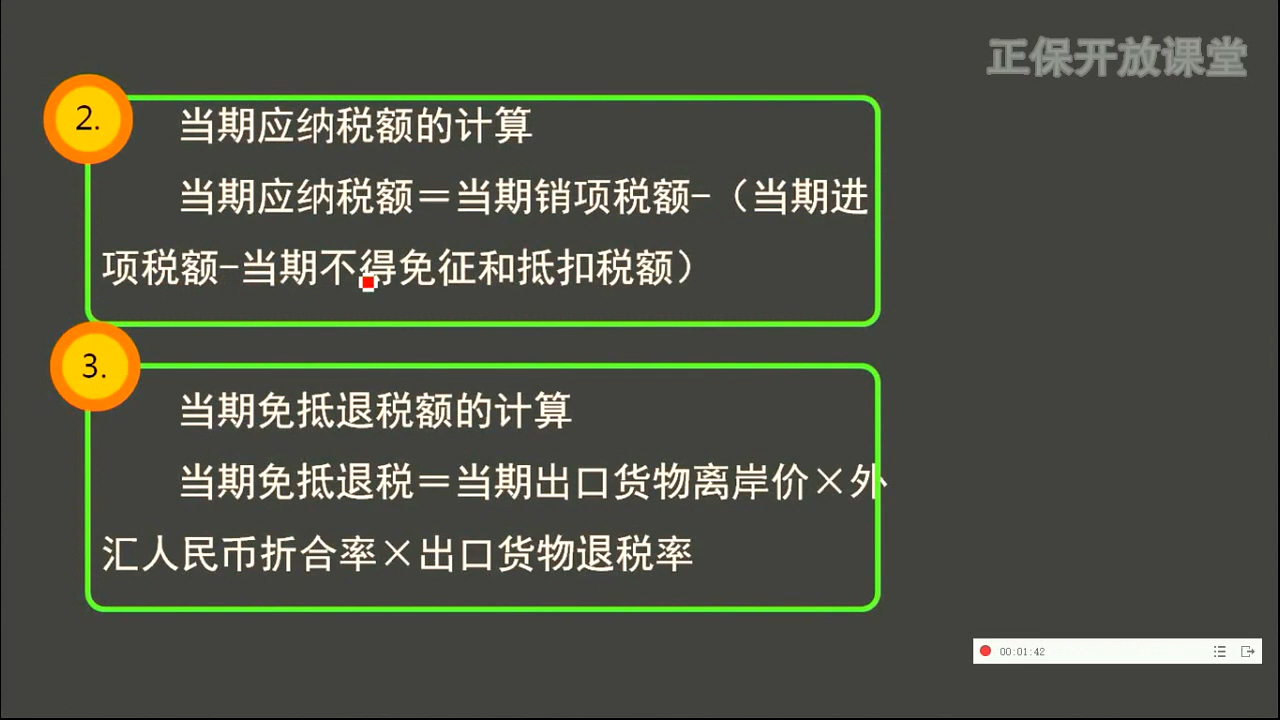 正保开放课堂
2.
当期应纳税额的计算
当期应纳税额＝当期销项税额-（当期进
项税额-当期不得免征和抵扣税额）
3.
当期免抵退税额的计算
当期免抵退税＝当期出口货物离岸价×外
汇人民币折合率×出口货物退税率
00:01:42